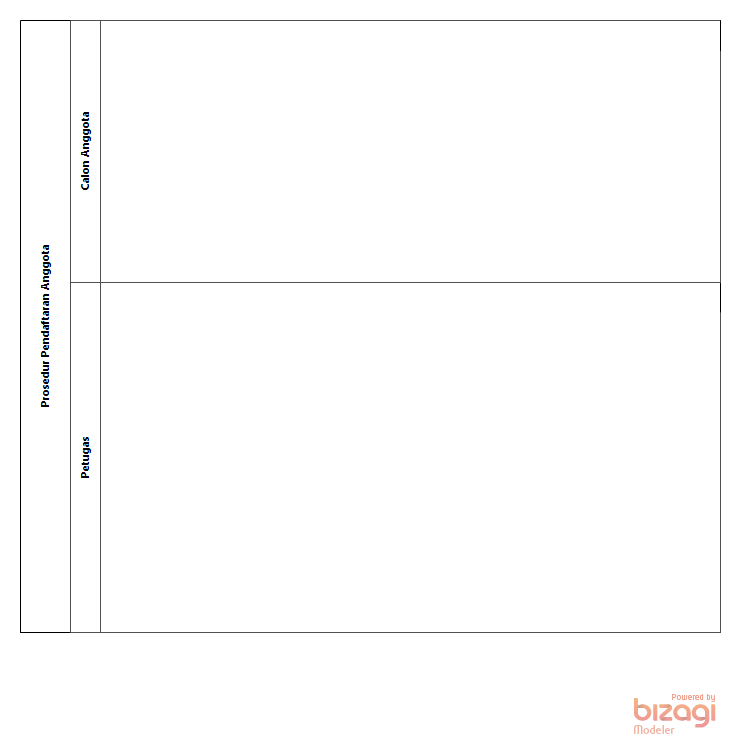 Prosedur Pendaftaran Anggota
Calon Anggota
Petugas
Powered by
bizagi
Modeler